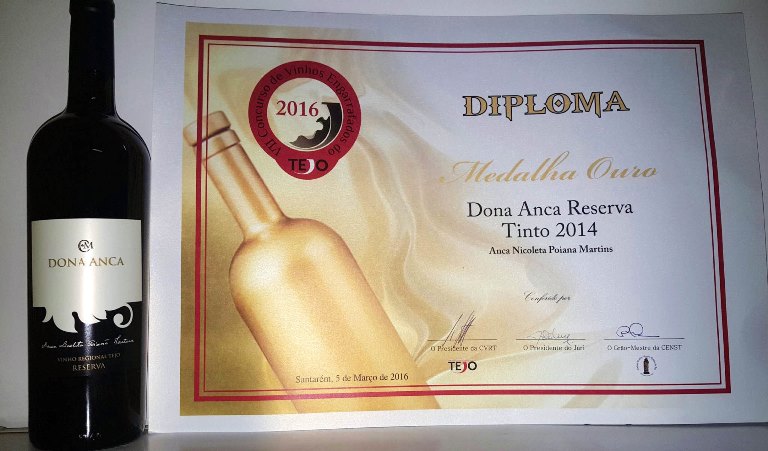 DONA ANCA
VINHO REGIONAL TEJO
RESERVA
VII Concurso de Vinhos Engarrafados do
2016
TEJO
DIPLOMA
Medalha Ouro
Dona Anca Reserva
Tinto 2014
Anca Nicoleta Poiana Martins
Conferido por
O Presidente da CVRT
O Presidente do Júri
O Grão-Mestre da CENST
TEJO
Santarém, 5 de Março de 2016